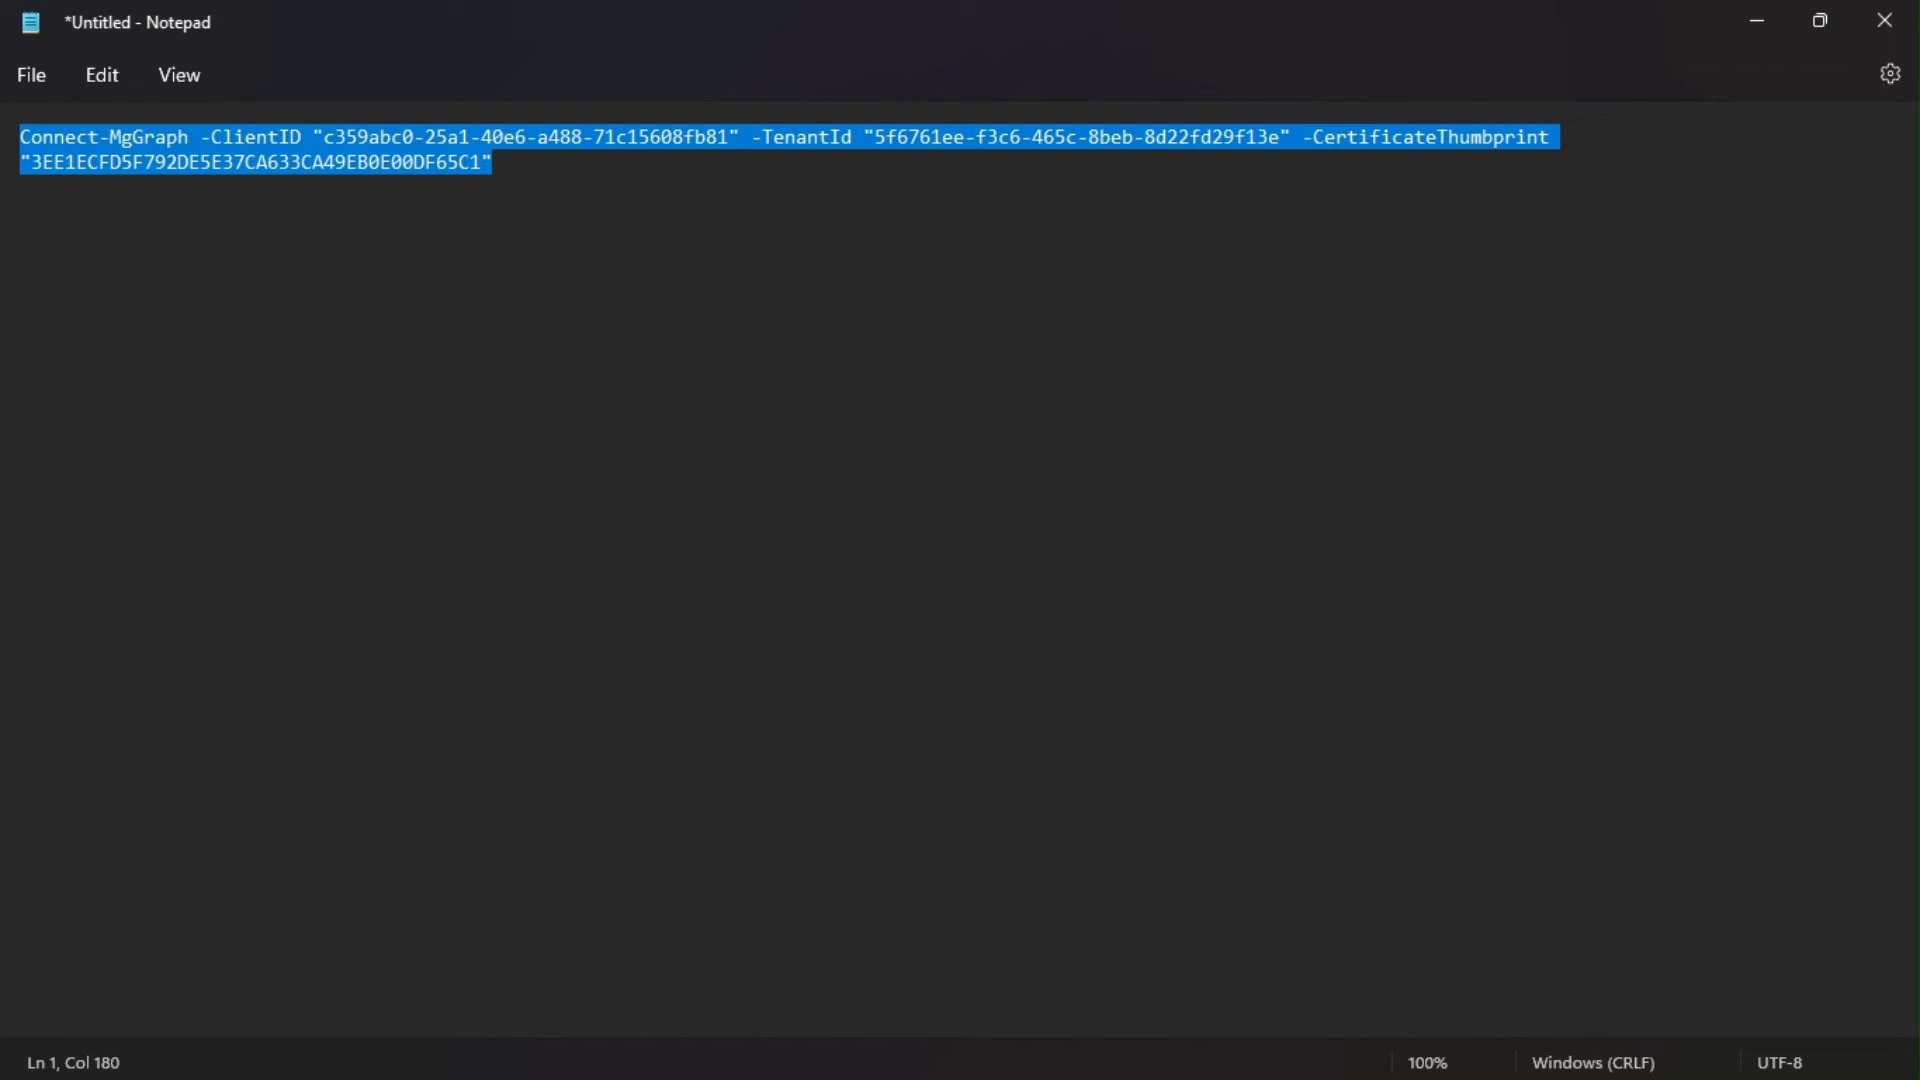 *Untitled - Notepad
File Edit View
Connect-MgGraph -ClientID "c359abc0-25a1-40e6-a488-71c15608fb81" -TenantId "5f6761ee-f3c6-465c-8beb-8d22fd29f13e" -CertificateThumbprint
"3EE1ECFD5F792DE5E37CA633CA49EB0E00DF65C1"
Ln 1, Col 180 100% Windows (CRLF) UTF-8